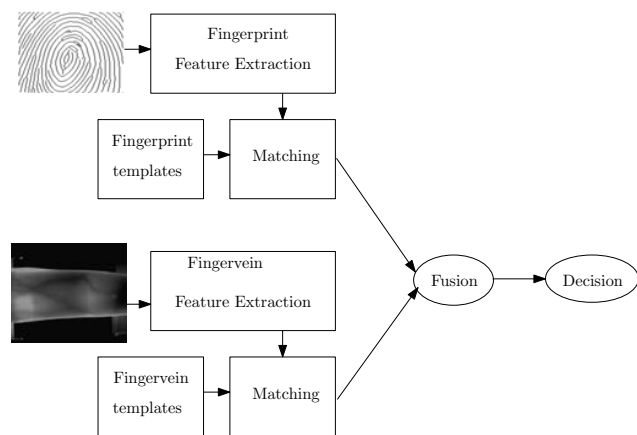 Fingerprint
Feature Extraction
Fingerprint
templates
Matching
Fingervein
Feature Extraction
Fingervein
templates
Matching
Fusion
Decision